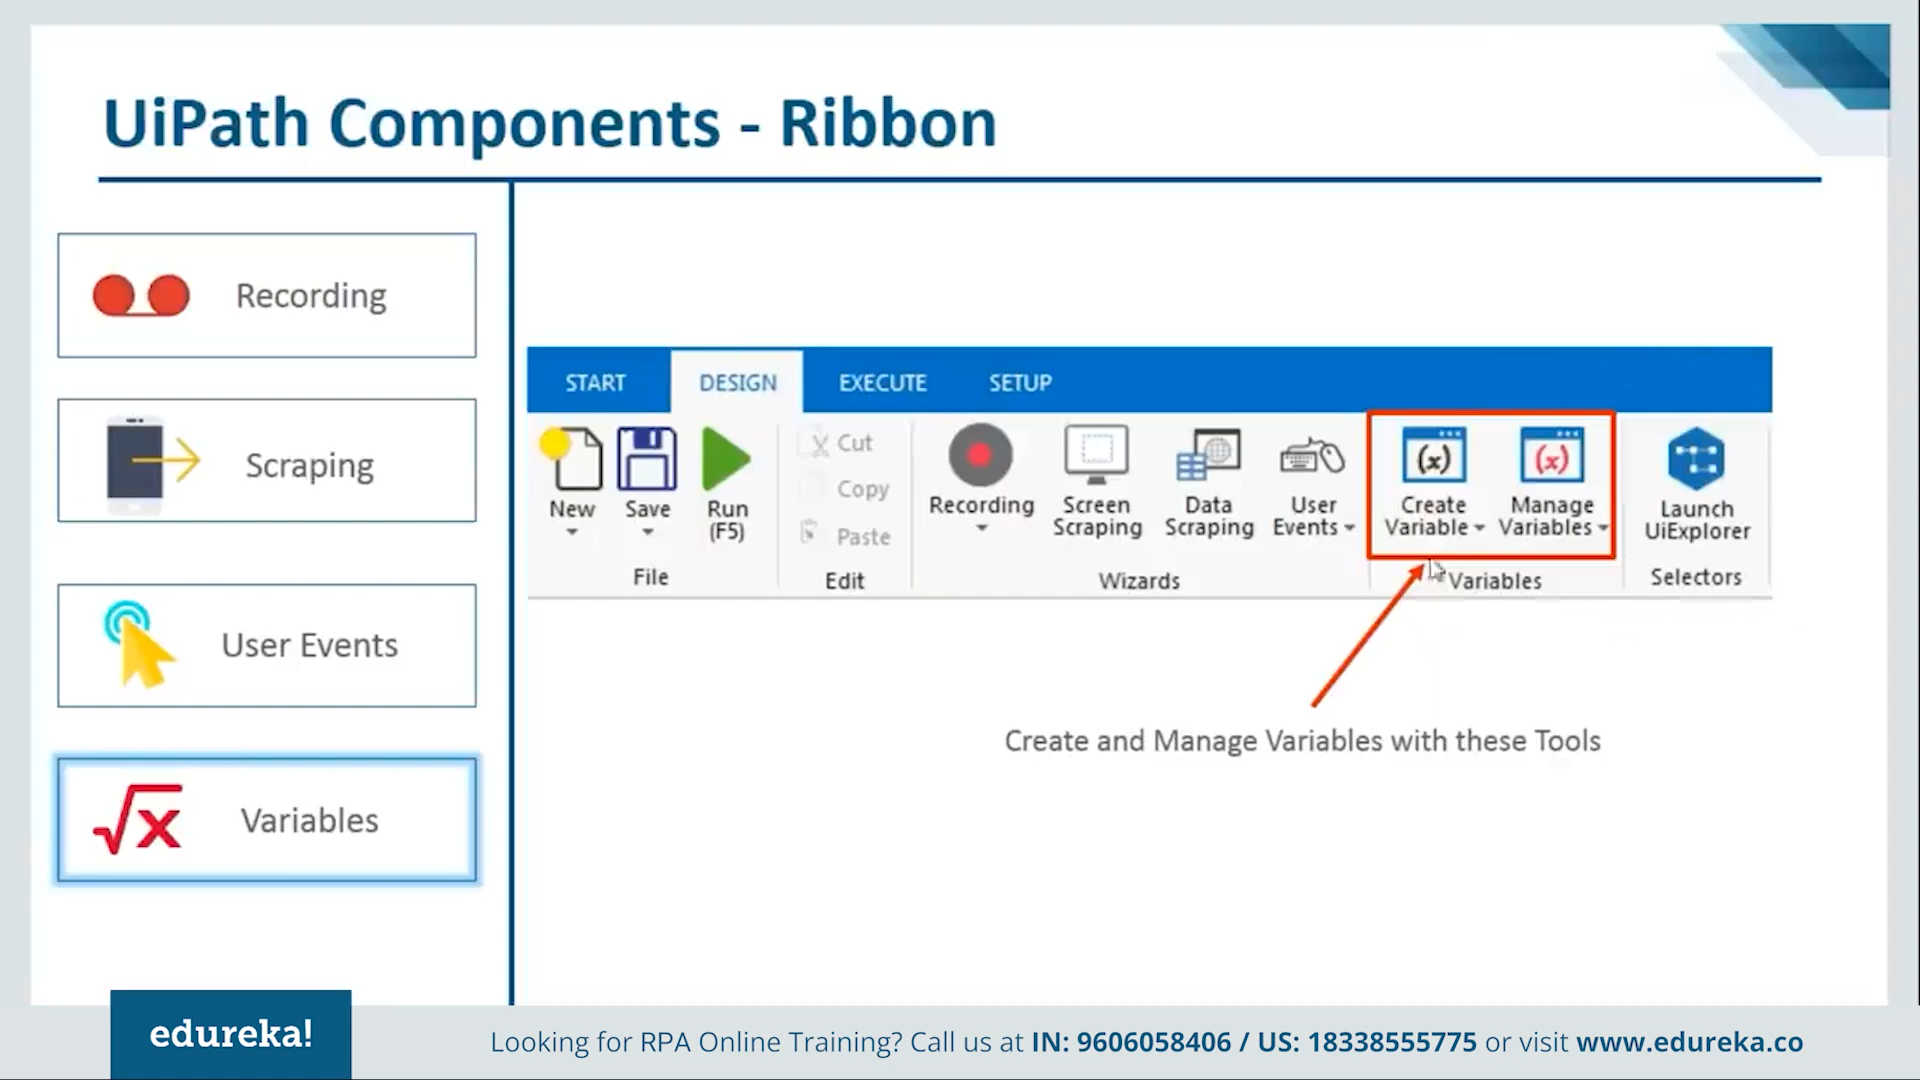 UiPath Components - Ribbon
Recording
Scraping
User Events
Variables
START DESIGN EXECUTE SETUP
New
Save
Run
(F5)
File
Cut
Copy
Paste
Edit
Recording
Screen
Scraping
Data
Scraping
User
Events
Wizards
(x)
Create
Variable
(x)
Manage
Variables
Variables
Launch
UiExplorer
Selectors
Create and Manage Variables with these Tools
edureka!
Looking for RPA Online Training? Call us at IN: 9606058406 / US: 18338555775 or visit www.edureka.co